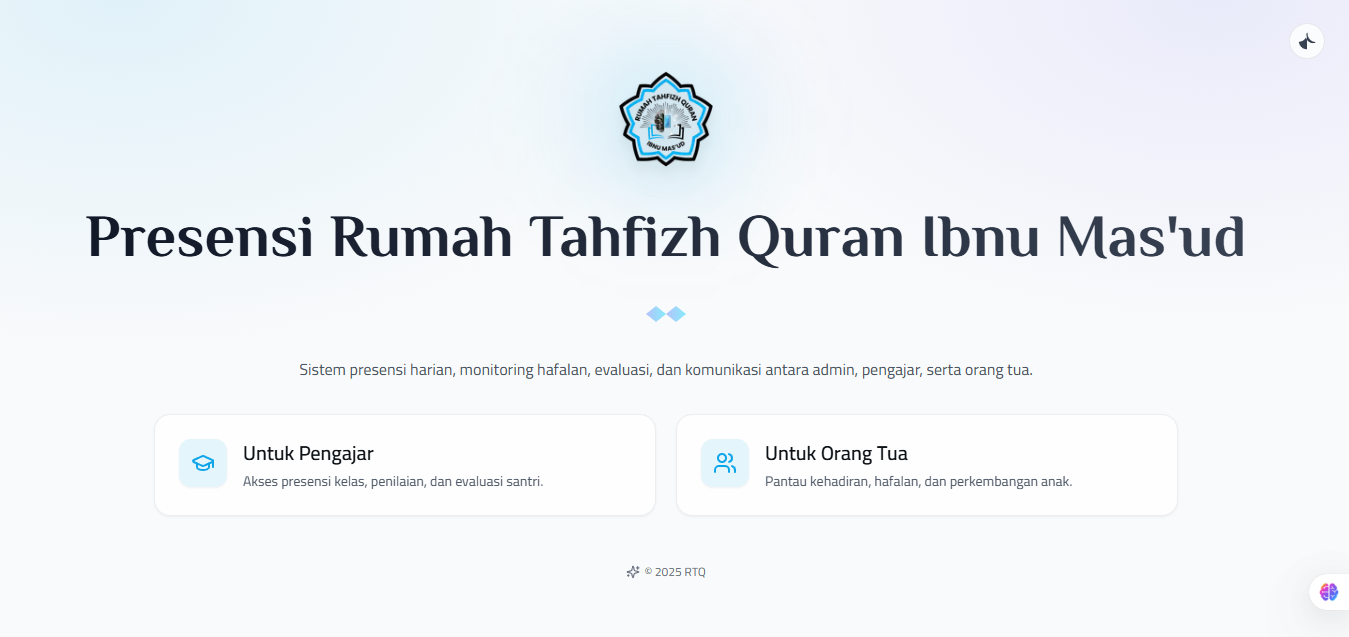 RUMAH TAHFIZH QURAN
IBNU MAS'UD
Presensi Rumah Tahfizh Quran Ibnu Mas'ud
Sistem presensi harian, monitoring hafalan, evaluasi, dan komunikasi antara admin, pengajar, serta orang tua.
Untuk Pengajar
Akses presensi kelas, penilaian, dan evaluasi santri.
Untuk Orang Tua
Pantau kehadiran, hafalan, dan perkembangan anak.
© 2025 RTQ